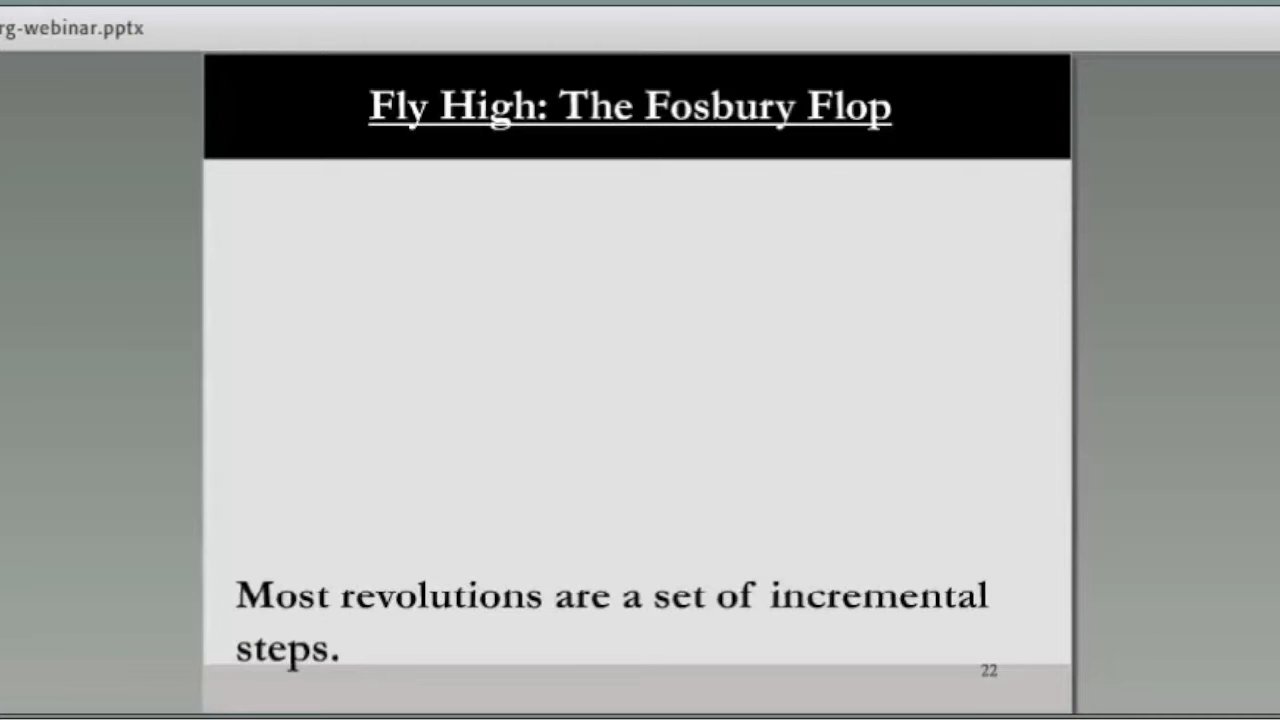 rg-webinar.pptx
Fly High: The Fosbury Flop
Most revolutions are a set of incremental
steps.
22